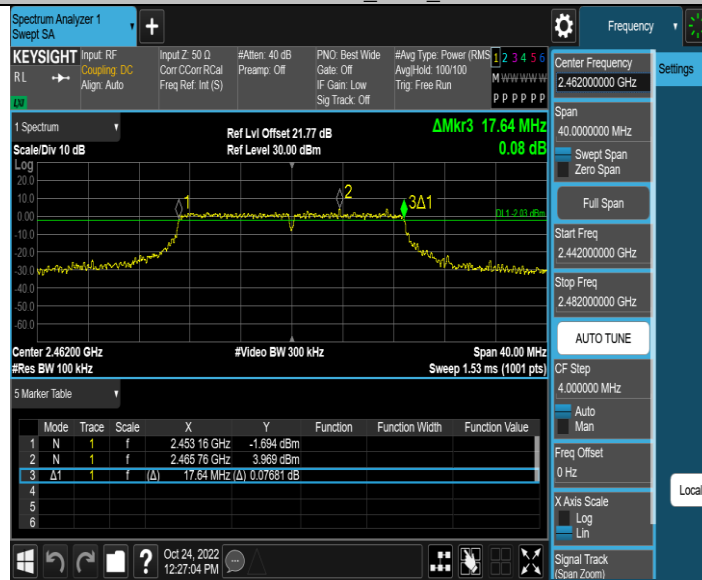 Spectrum Analyzer 1
Swept SA
Frequency
KEYSIGHT
RL
LXI
Input: RF
Coupling: DC
Align: Auto
Input Z: 50 Ω
Corr CCorr RCal
Freq Ref: Int (S)
#Atten: 40 dB
Preamp: Off
PNO: Best Wide
Gate: Off
IF Gain: Low
Sig Track: Off
#Avg Type: Power (RMS
Avg|Hold: 100/100
Trig: Free Run
1 2 3 4 5 6
M W W W W W
P P P P P P
1 Spectrum
Scale/Div 10 dB
Ref Lvl Offset 21.77 dB
Ref Level 30.00 dBm
ΔMkr3 17.64 MHz
0.08 dB
Log
20.0
10.0
0.00
-10.0
-20.0
-30.0
-40.0
-50.0
-60.0
1
2
3Δ1
DL1 -2.03 dBm
Center 2.46200 GHz
#Res BW 100 kHz
#Video BW 300 kHz
Span 40.00 MHz
Sweep 1.53 ms (1001 pts)
5 Marker Table
Mode Trace Scale X Y Function Function Width Function Value
1 N 1 f 2.453 16 GHz -1.694 dBm
2 N 1 f 2.465 76 GHz 3.969 dBm
3 Δ1 1 f (Δ) 17.64 MHz (Δ) 0.07681 dB
4
5
6
?
Oct 24, 2022
12:27:04 PM
Center Frequency
2.462000000 GHz
Settings
Span
40.0000000 MHz
Swept Span
Zero Span
Full Span
Start Freq
2.442000000 GHz
Stop Freq
2.482000000 GHz
AUTO TUNE
CF Step
4.000000 MHz
Auto
Man
Freq Offset
0 Hz
X Axis Scale
Log
Lin
Local
Signal Track
(Span Zoom)